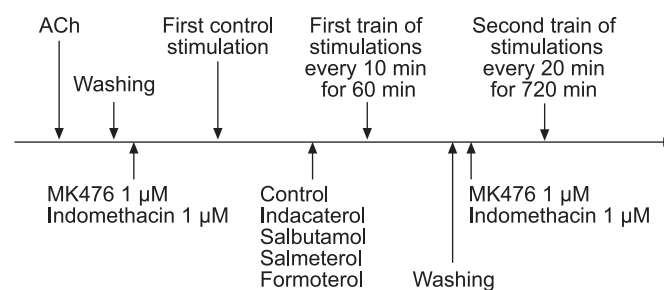 ACh
Washing
First control
stimulation
First train of
stimulations
every 10 min
for 60 min
Second train of
stimulations
every 20 min
for 720 min
MK476 1 µM
Indomethacin 1 µM
Control
Indacaterol
Salbutamol
Salmeterol
Formoterol
Washing
MK476 1 µM
Indomethacin 1 µM